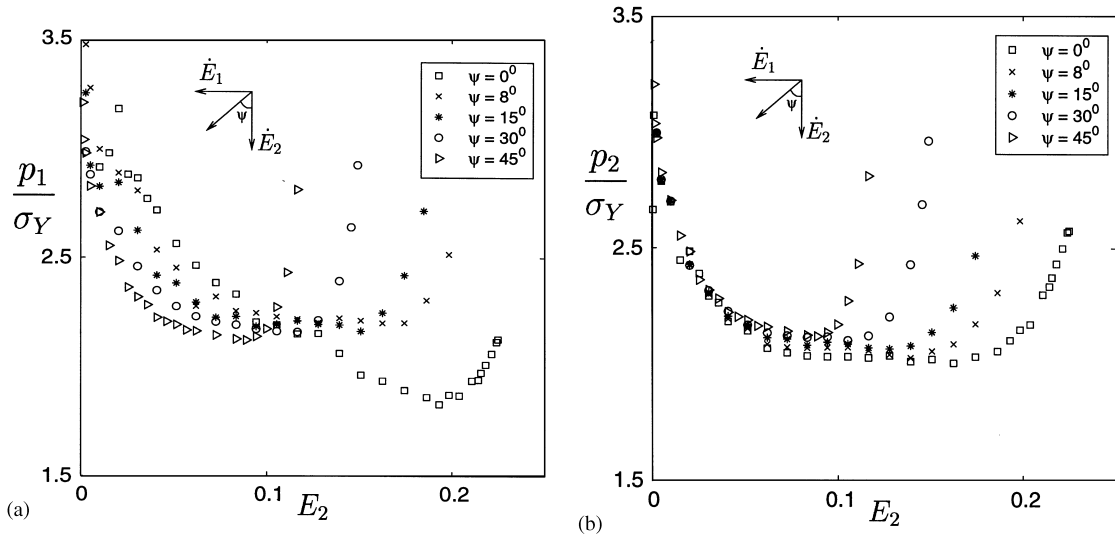 3.5
2.5
1.5
0
0.1
0.2
p₁
σ_Y
E₂
Ė₁
ψ
Ė₂
ψ = 0⁰
ψ = 8⁰
ψ = 15⁰
ψ = 30⁰
ψ = 45⁰
(a)
3.5
2.5
1.5
0
0.1
0.2
p₂
σ_Y
E₂
Ė₁
ψ
Ė₂
ψ = 0⁰
ψ = 8⁰
ψ = 15⁰
ψ = 30⁰
ψ = 45⁰
(b)